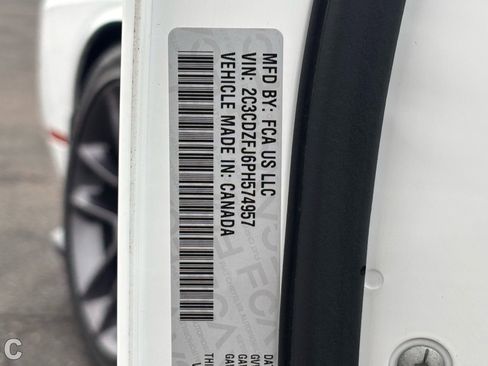 MFD BY: FCA US LLC
VIN: 2C3CDZFJ6PH574957
VEHICLE MADE IN: CANADA
C